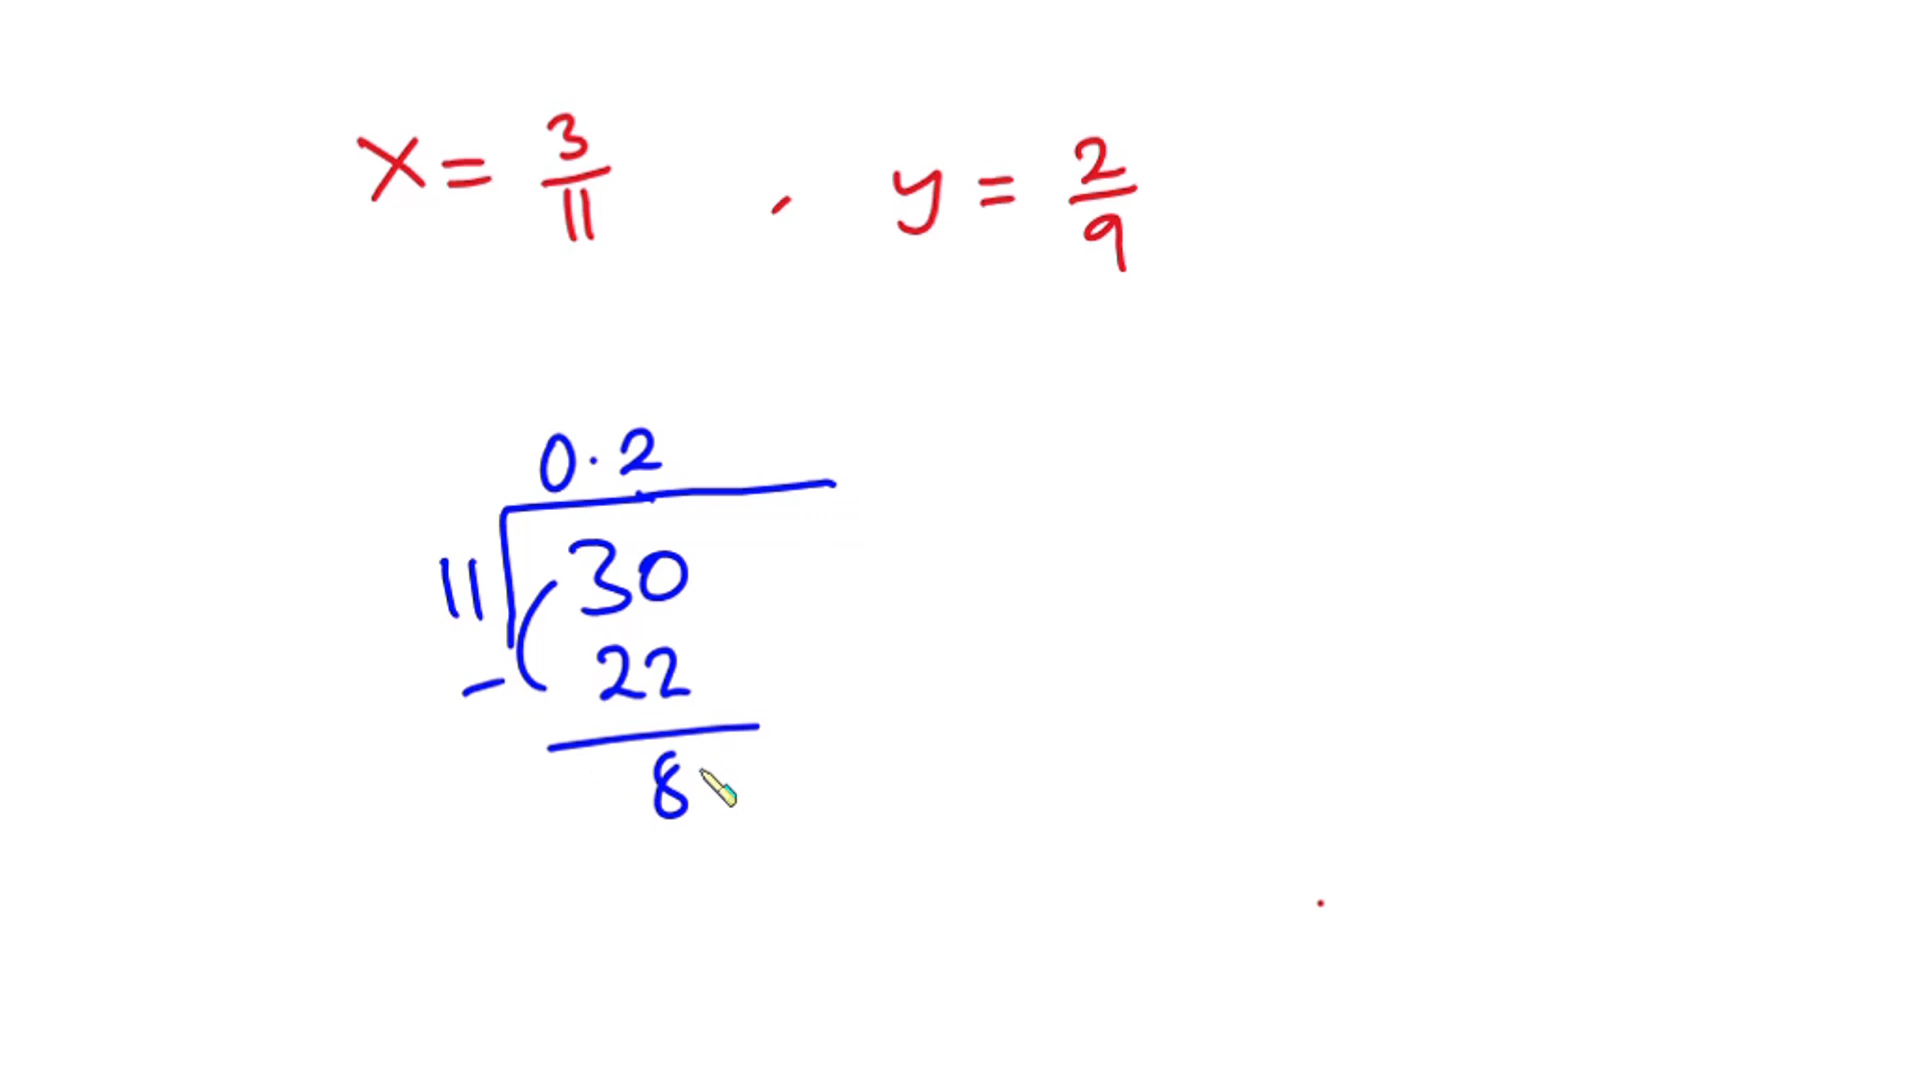 x = 3/11 , y = 2/9
0.2
11 30
- 22
8